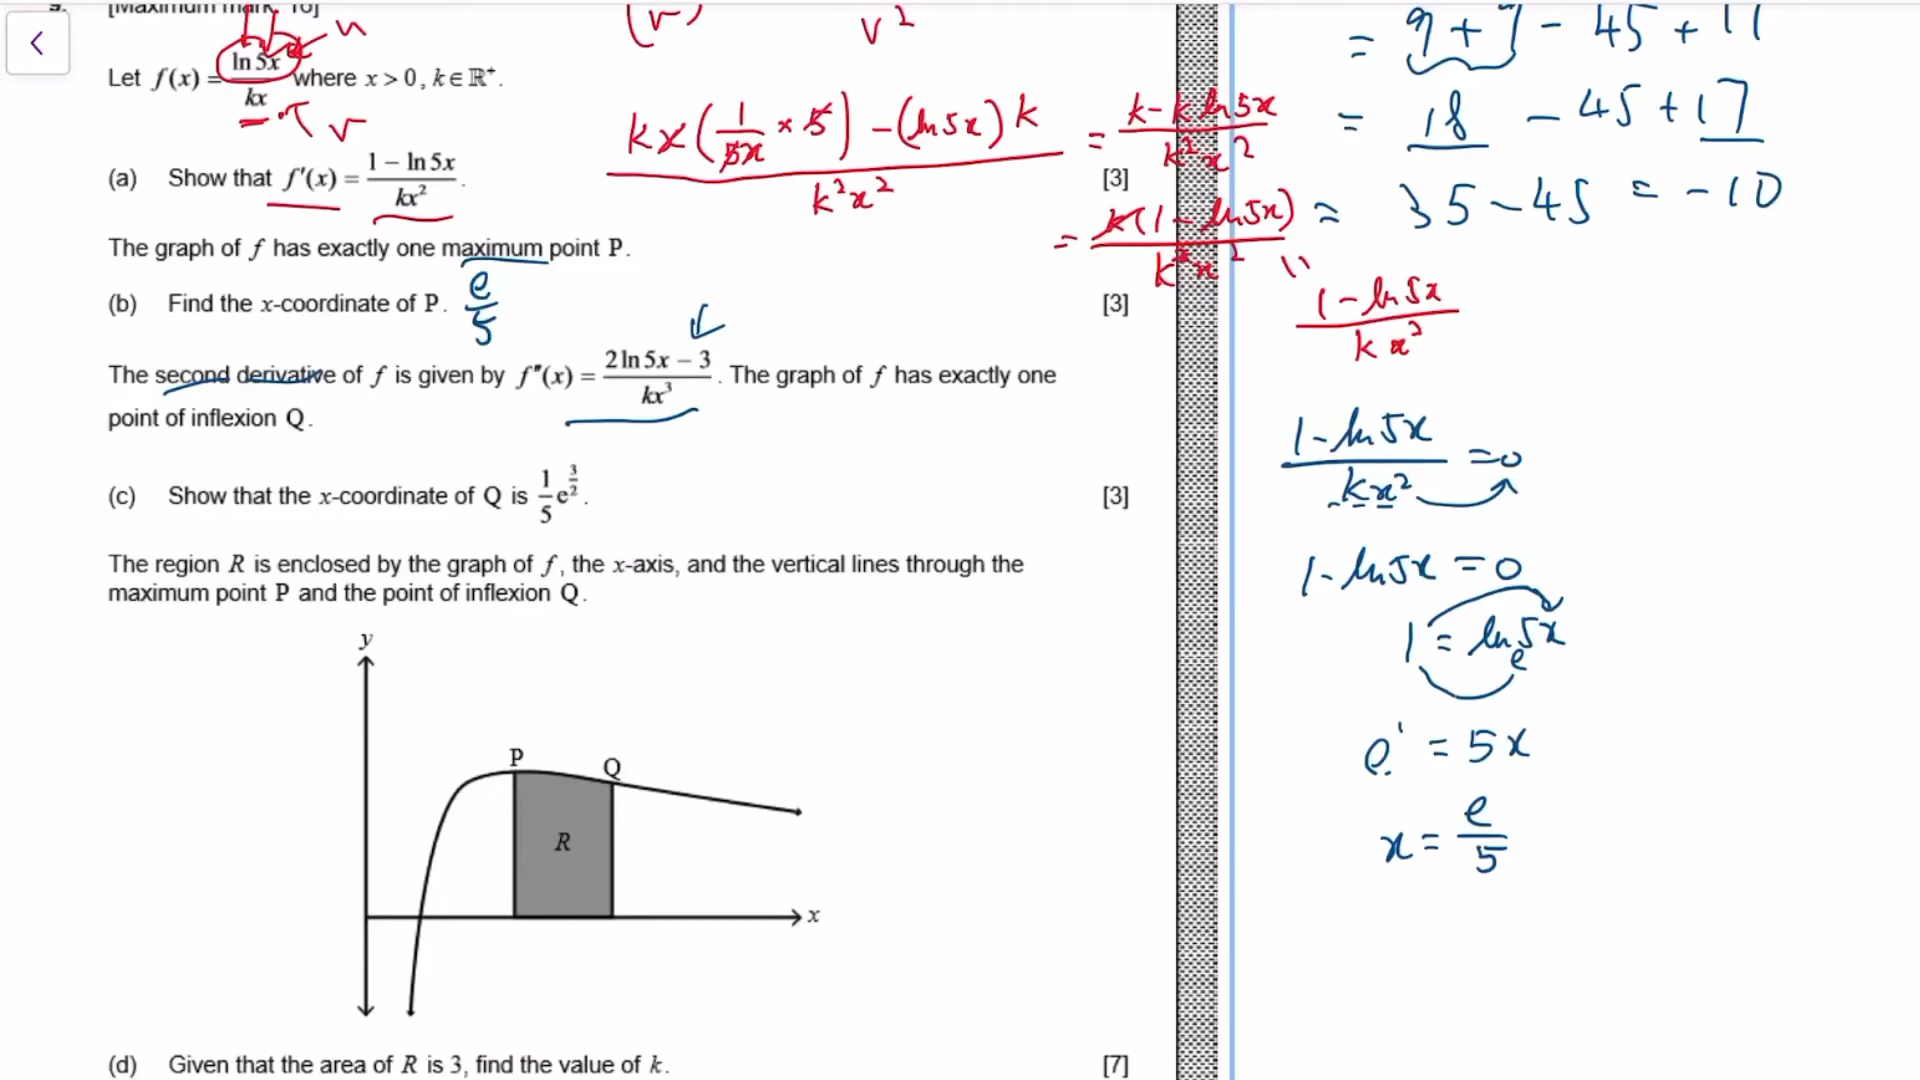 [Maximum mark: 16]
Let f(x) = ln 5x / kx where x > 0, k ∈ ℝ⁺.
u
v
(v)
v²
(a) Show that f′(x) = (1 − ln 5x) / kx². [3]
(kx(1/5x × 5) − (ln 5x) k) / k²x² = (k − k ln 5x) / k²x²
= k(1 − ln 5x) / k²x²
(1 − ln 5x) / kx²
The graph of f has exactly one maximum point P.
(b) Find the x-coordinate of P. e/5 [3]
The second derivative of f is given by f″(x) = (2 ln 5x − 3) / kx³. The graph of f has exactly one
point of inflexion Q.
(c) Show that the x-coordinate of Q is 1/5 e^(3/2). [3]
The region R is enclosed by the graph of f, the x-axis, and the vertical lines through the
maximum point P and the point of inflexion Q.
y
P
Q
R
x
(d) Given that the area of R is 3, find the value of k. [7]
= 18 − 45 + 17
= 35 − 45 = −10
(1 − ln 5x) / kx² = 0
1 − ln 5x = 0
1 = ln 5x
e
e¹ = 5x
x = e/5